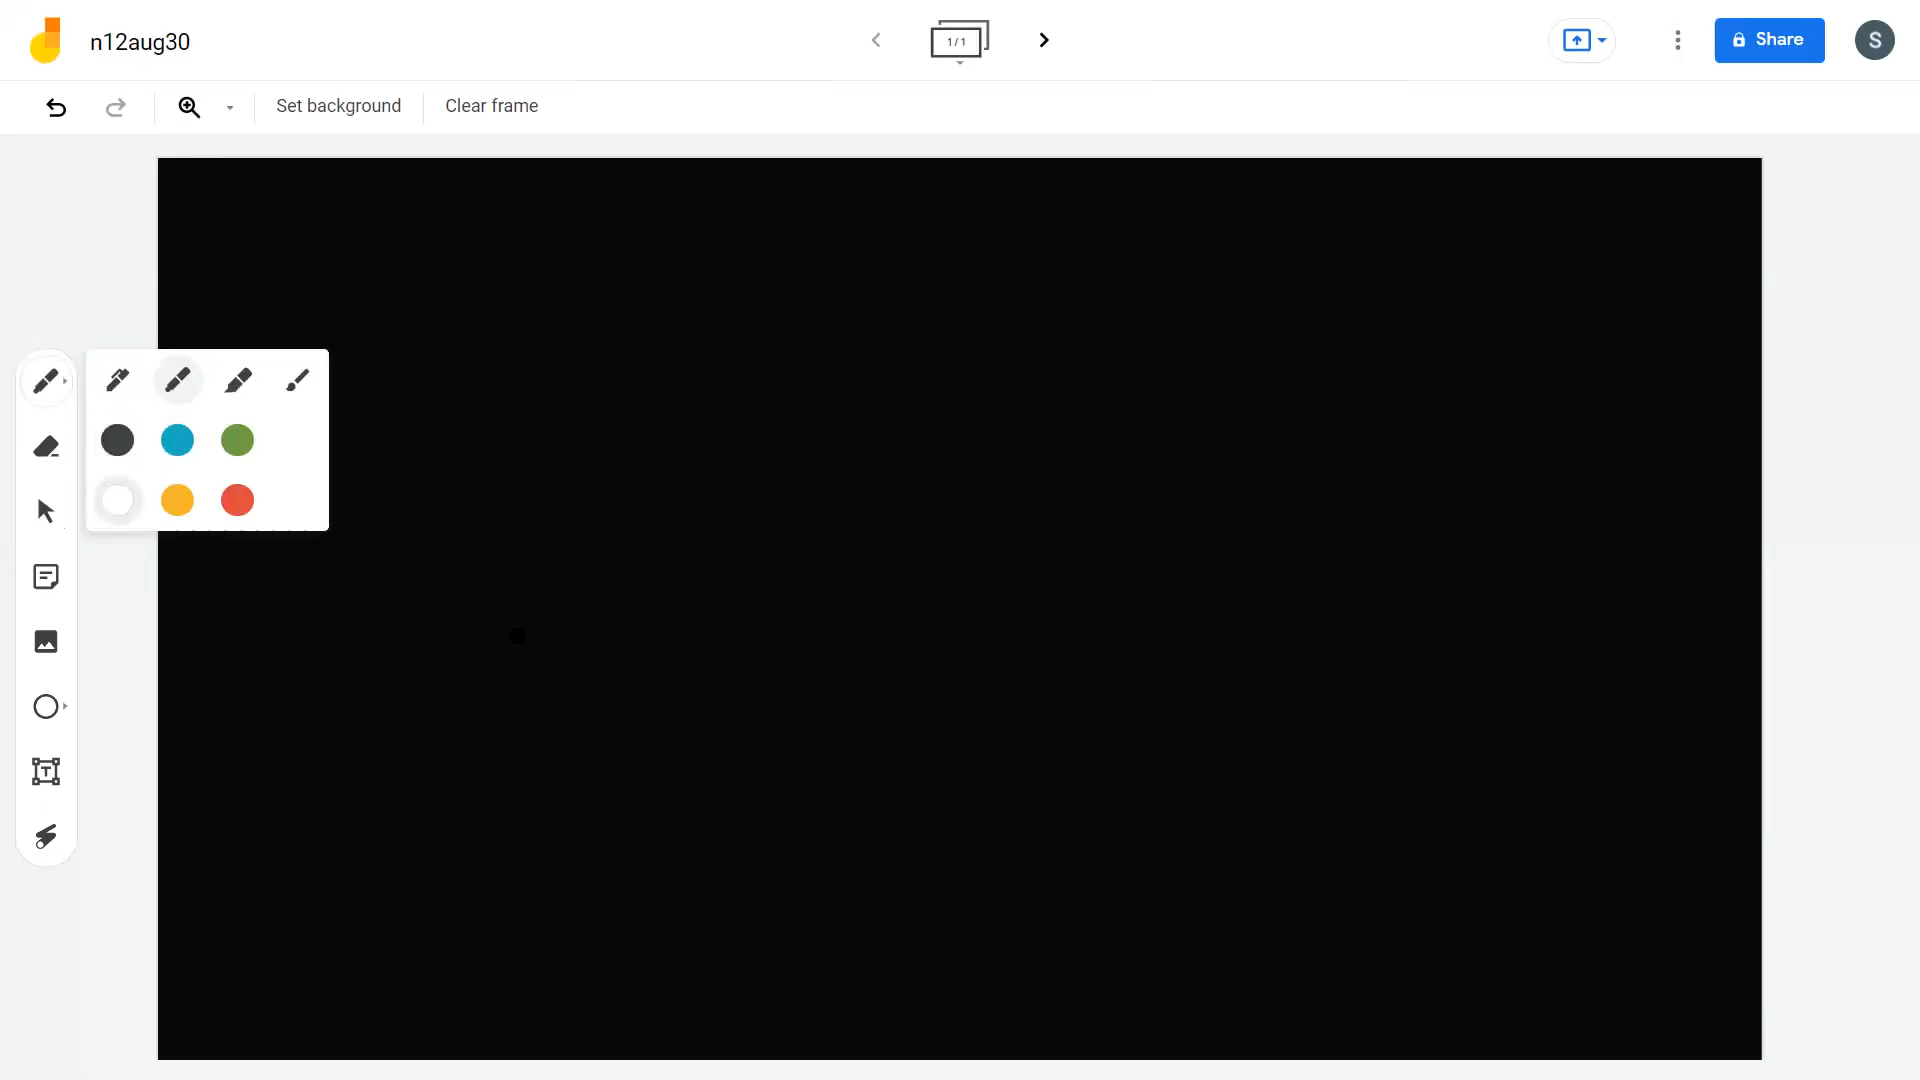 n12aug30
1 / 1
Share
S
Set background
Clear frame